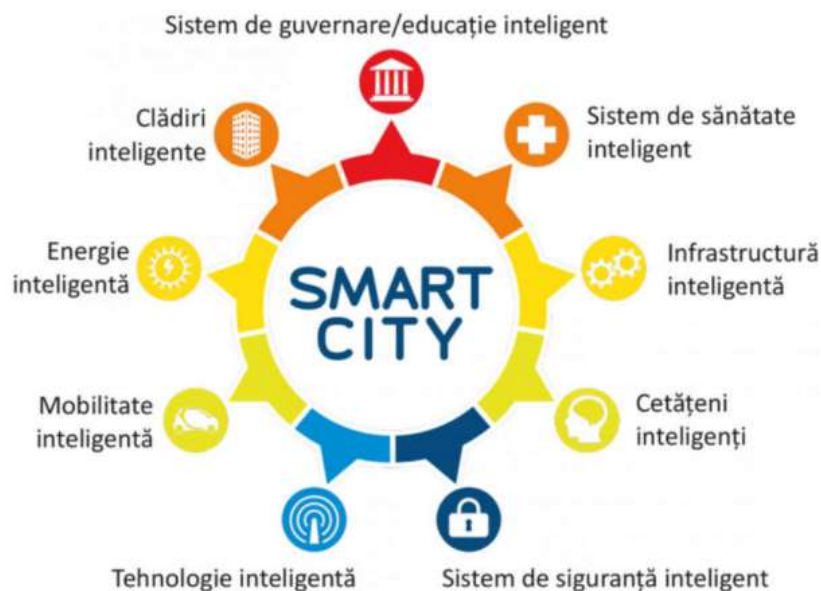 Sistem de guvernare/educație inteligent
Clădiri
inteligente
Sistem de sănătate
inteligent
Energie
inteligentă
SMART
CITY
Infrastructură
inteligentă
Mobilitate
inteligentă
Cetățeni
inteligenți
Tehnologie inteligentă
Sistem de siguranță inteligent